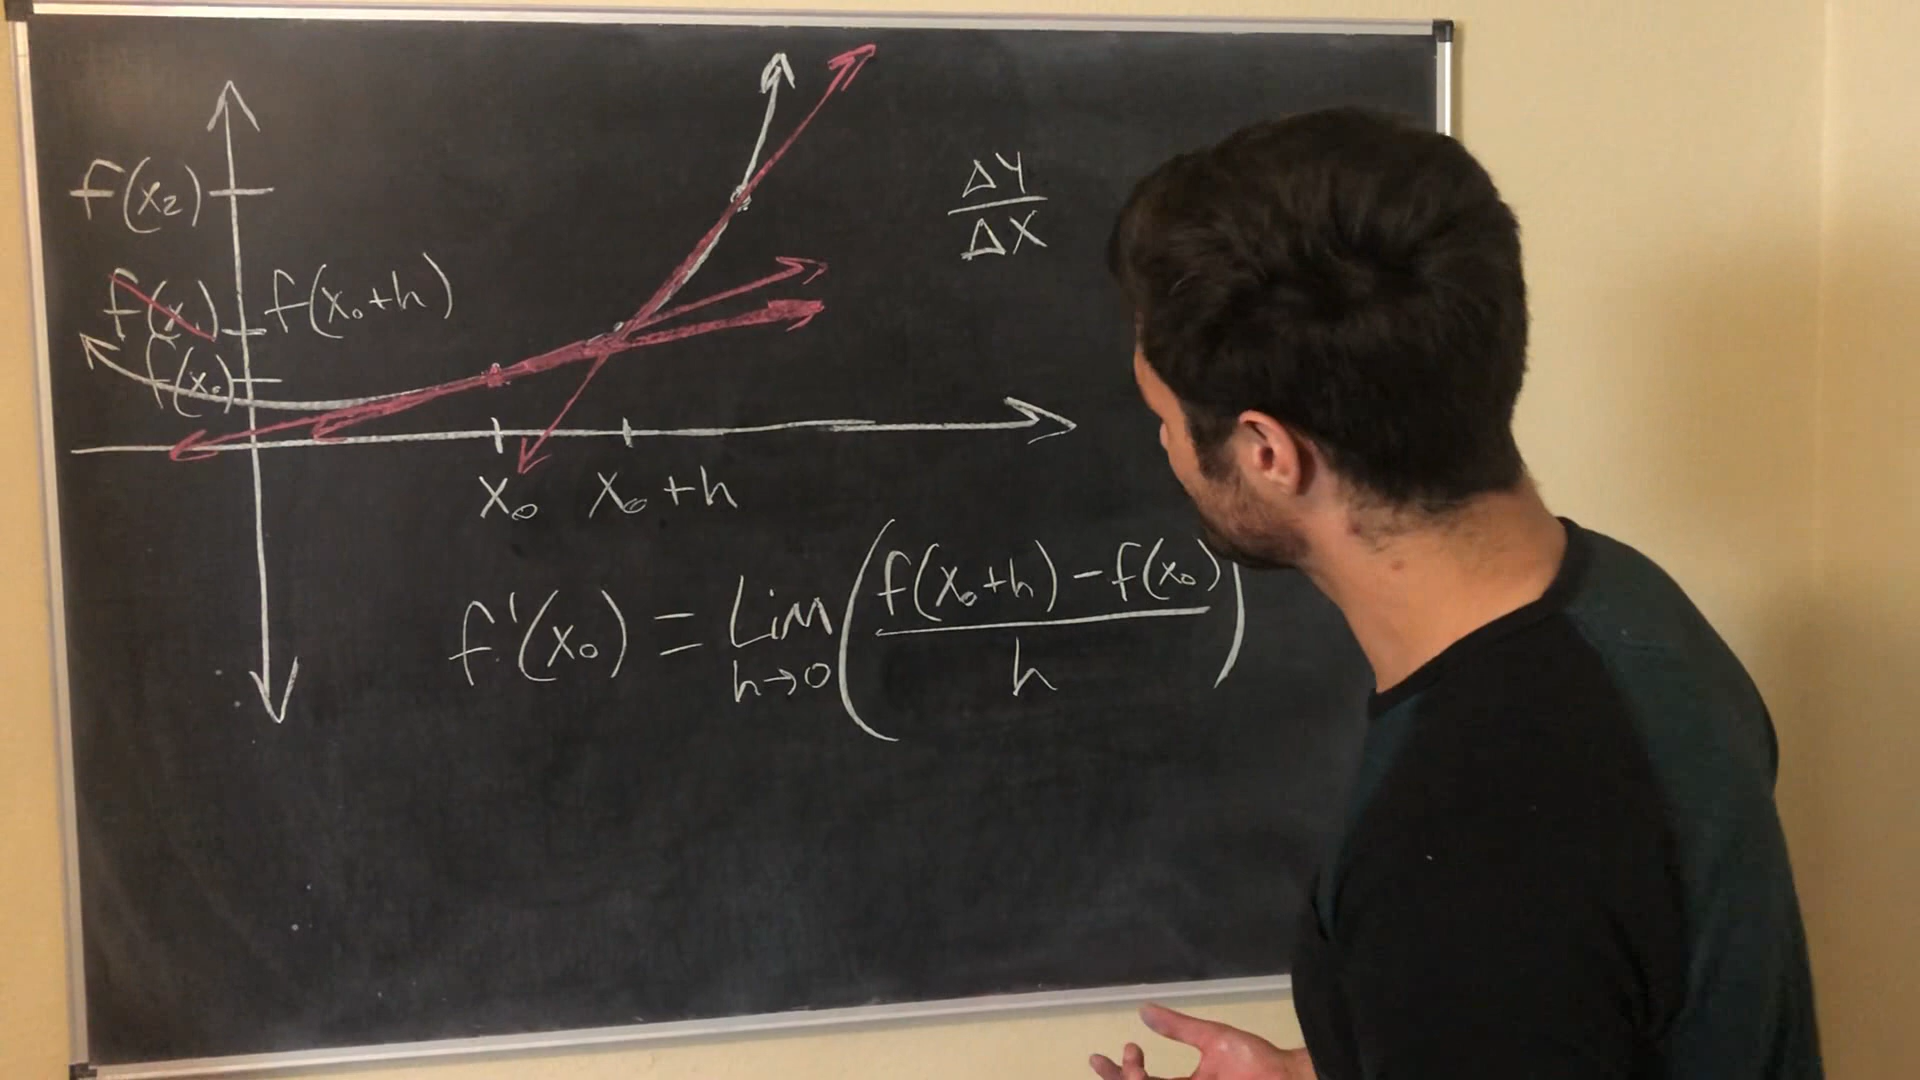 f(x₂)
ΔY
ΔX
f(x₁)
f(x₀+h)
f(x₀)
x₀
x₀+h
f'(x₀) = Lim h→0 (f(x₀+h) - f(x₀) / h)